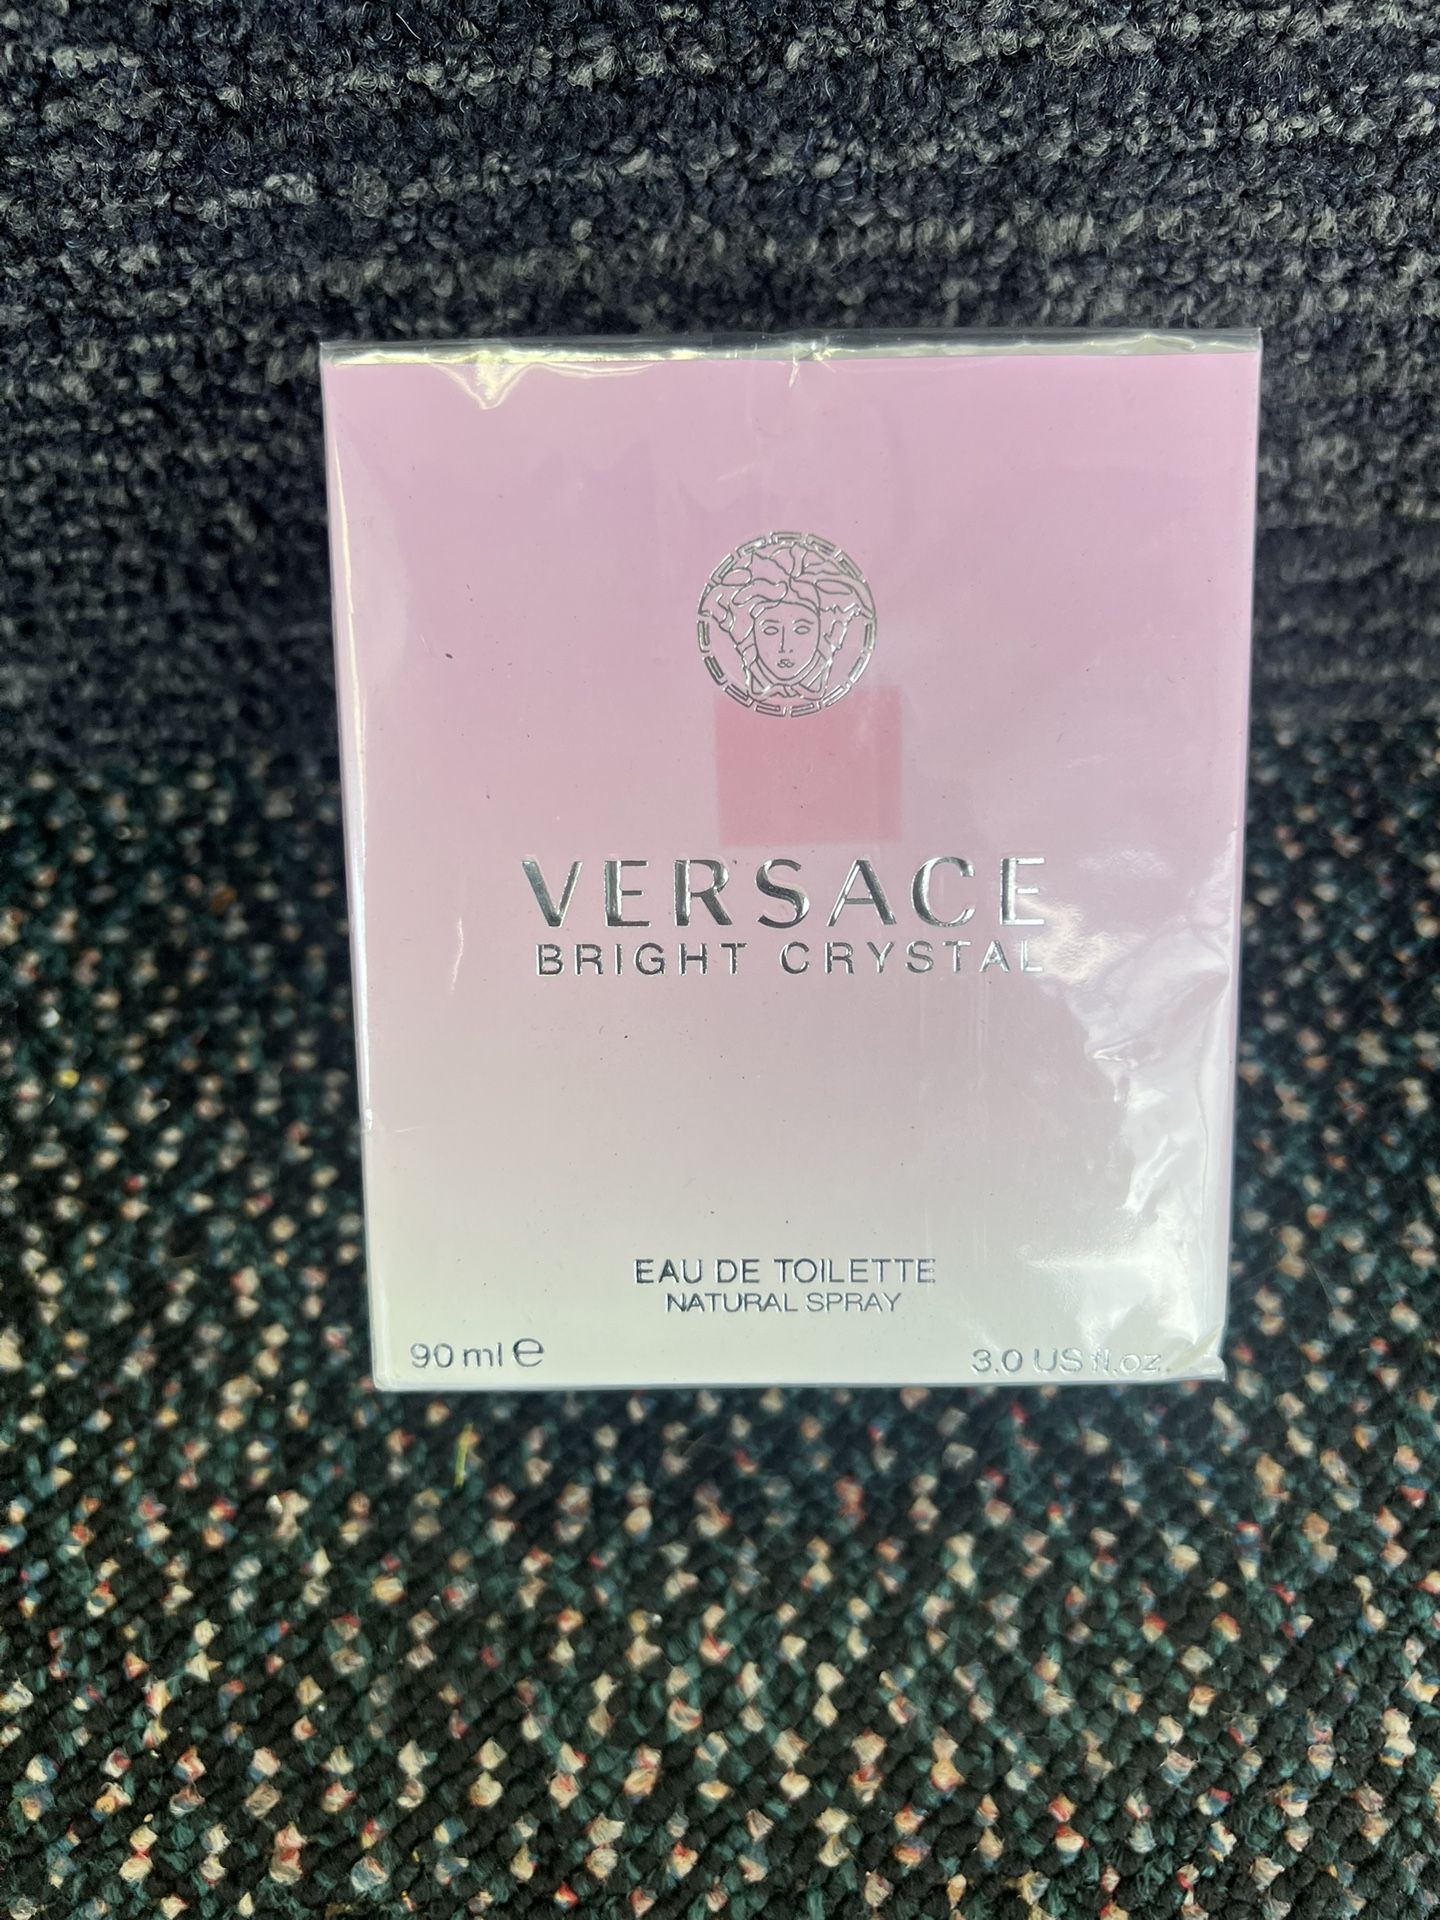 VERSACE
BRIGHT CRYSTAL
EAU DE TOILETTE
NATURAL SPRAY
90 ml e
3.0 US fl.oz.